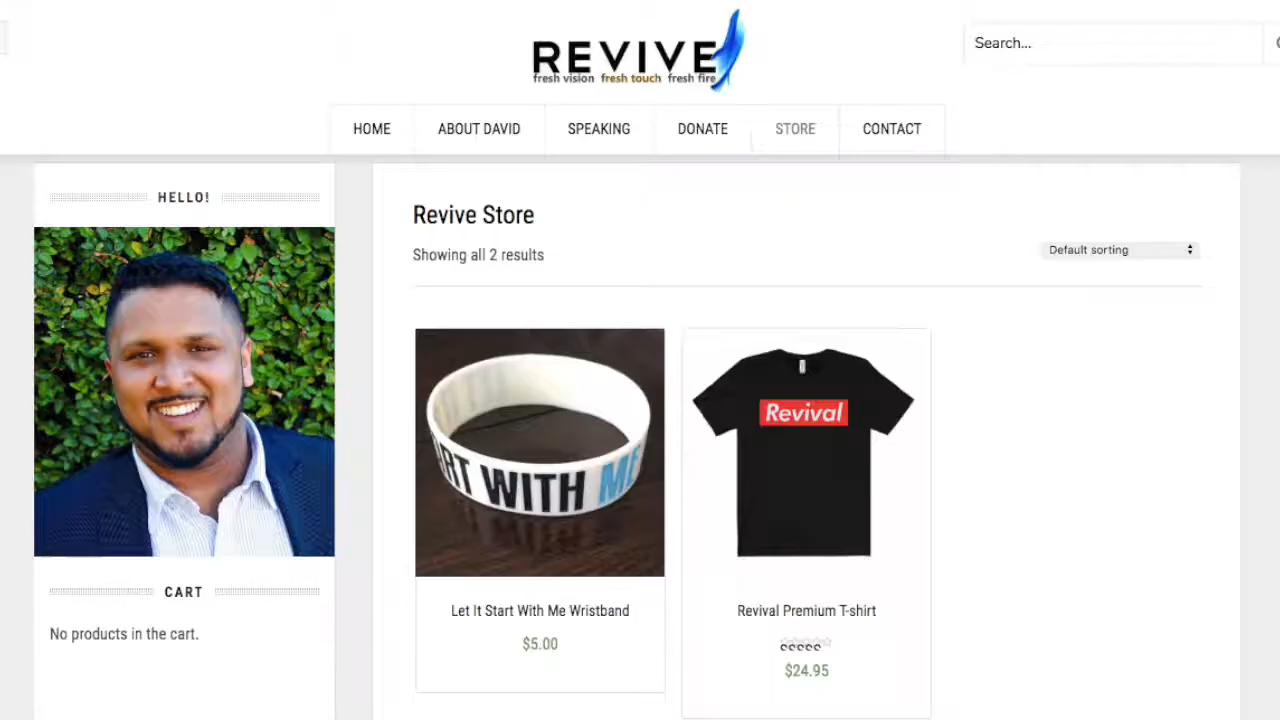 REVIVE
fresh vision fresh touch fresh fire
Search...
HOME
ABOUT DAVID
SPEAKING
DONATE
STORE
CONTACT
HELLO!
CART
No products in the cart.
Revive Store
Showing all 2 results
Default sorting
WITH ME
Let It Start With Me Wristband
$5.00
Revival
Revival Premium T-shirt
$24.95